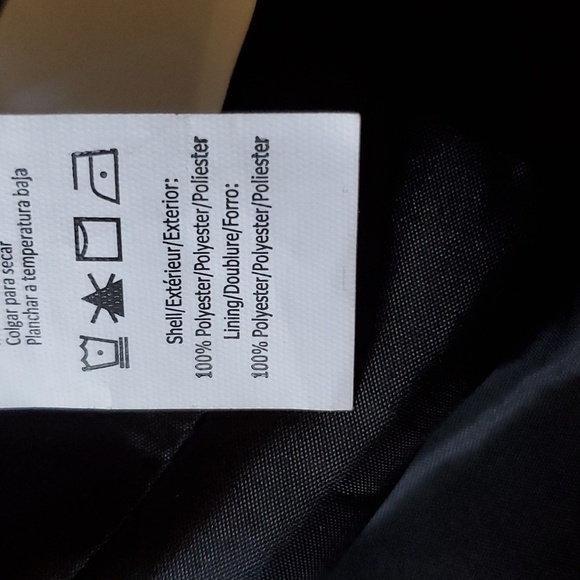 Colgar para secar
Planchar a temperatura baja
Shell/Extérieur/Exterior:
100% Polyester/Polyester/Poliester
Lining/Doublure/Forro:
100% Polyester/Polyester/Poliester